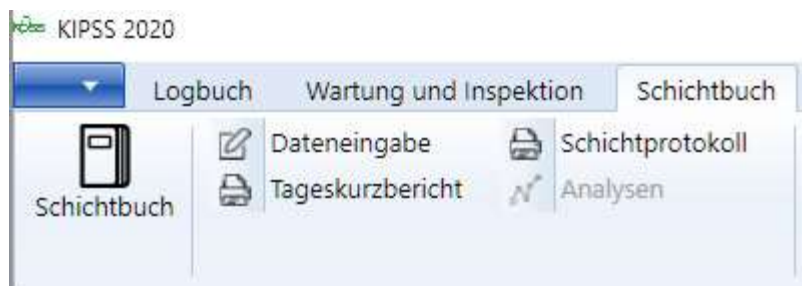 KIPSS 2020
Logbuch Wartung und Inspektion Schichtbuch
Schichtbuch
Dateneingabe Schichtprotokoll
Tageskurzbericht Analysen